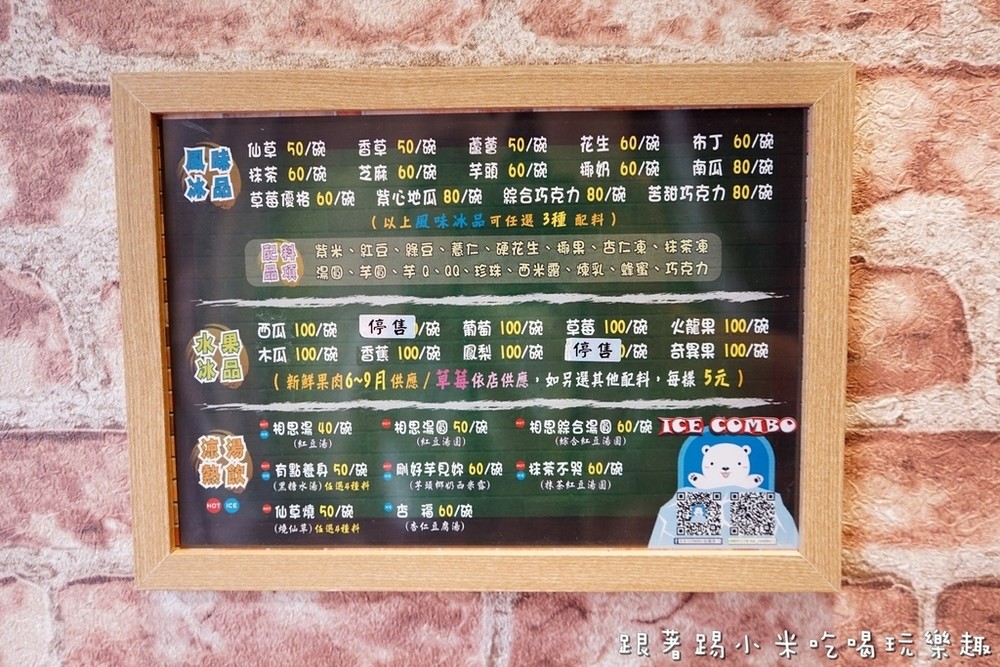 風味
冰品
仙草 50/碗 香草 50/碗 蘆薈 50/碗 花生 60/碗 布丁 60/碗
抹茶 60/碗 芝麻 60/碗 芋頭 60/碗 椰奶 60/碗 南瓜 80/碗
草莓優格 60/碗 紫心地瓜 80/碗 綜合巧克力 80/碗 苦甜巧克力 80/碗
(以上風味冰品可任選 3種 配料)
配料
品項
紫米、紅豆、綠豆、薏仁、硬花生、椰果、杏仁凍、抹茶凍
湯圓、芋圓、芋Q、QQ、珍珠、西米露、煉乳、蜂蜜、巧克力
水果
冰品
西瓜 100/碗 停售 /碗 葡萄 100/碗 草莓 100/碗 火龍果 100/碗
木瓜 100/碗 香蕉 100/碗 鳳梨 100/碗 停售 0/碗 奇異果 100/碗
(新鮮果肉6~9月供應/草莓依店供應,如另選其他配料,每樣 5元)
涼湯
熱飲
HOT ICE
相思湯 40/碗 相思湯圓 50/碗 相思綜合湯圓 60/碗
(紅豆湯) (紅豆湯圓) (綜合紅豆湯圓)
有點養身 50/碗 剛好芋見妳 60/碗 抹茶不哭 60/碗
(黑糖水湯)任選4種料 (芋頭椰奶西米露) (抹茶紅豆湯圓)
仙草燒 50/碗 杏福 60/碗
(燒仙草)任選4種料 (杏仁豆腐湯)
ICE COMBO
跟著踢小米吃喝玩樂趣